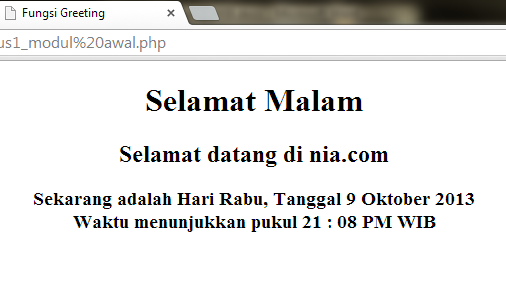 Fungsi Greeting
us1_modul%20awal.php
Selamat Malam
Selamat datang di nia.com
Sekarang adalah Hari Rabu, Tanggal 9 Oktober 2013
Waktu menunjukkan pukul 21 : 08 PM WIB